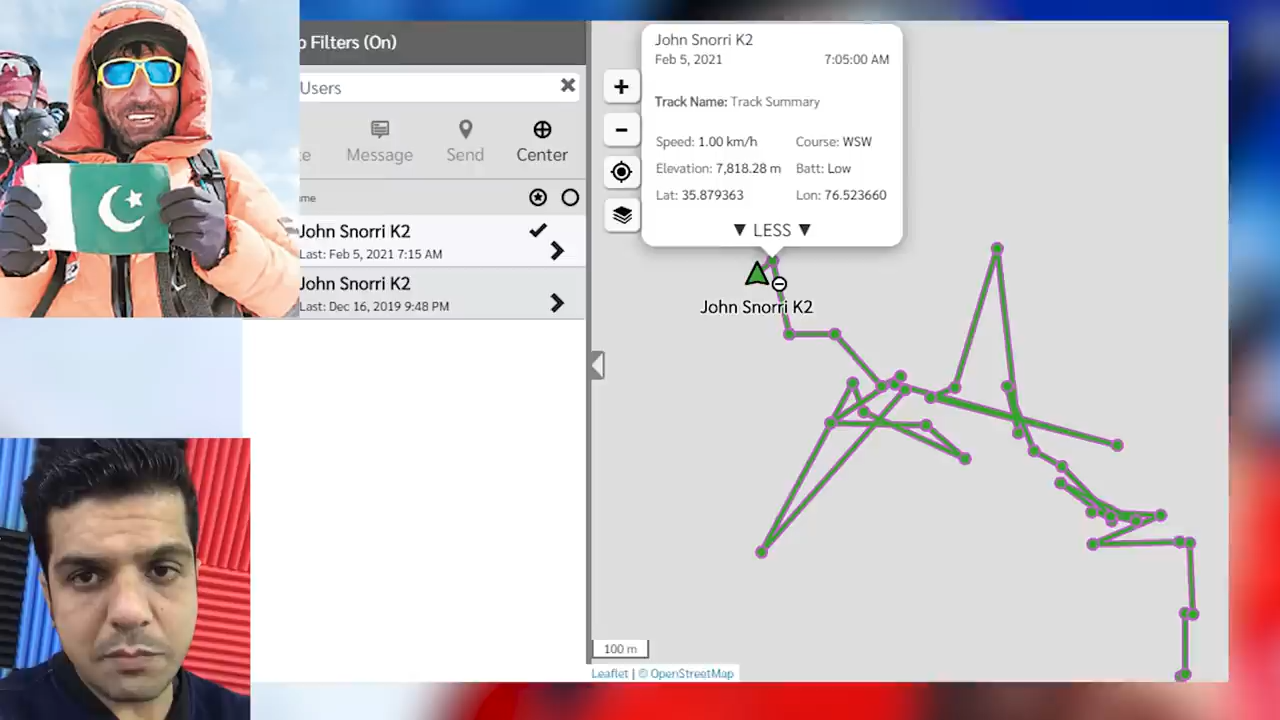 Filters (On)
Users
Message
Send
Center
John Snorri K2
Last: Feb 5, 2021 7:15 AM
John Snorri K2
Last: Dec 16, 2019 9:48 PM
+
−
John Snorri K2
Feb 5, 2021 7:05:00 AM
Track Name: Track Summary
Speed: 1.00 km/h Course: WSW
Elevation: 7,818.28 m Batt: Low
Lat: 35.879363 Lon: 76.523660
▼ LESS ▼
John Snorri K2
100 m
Leaflet | © OpenStreetMap